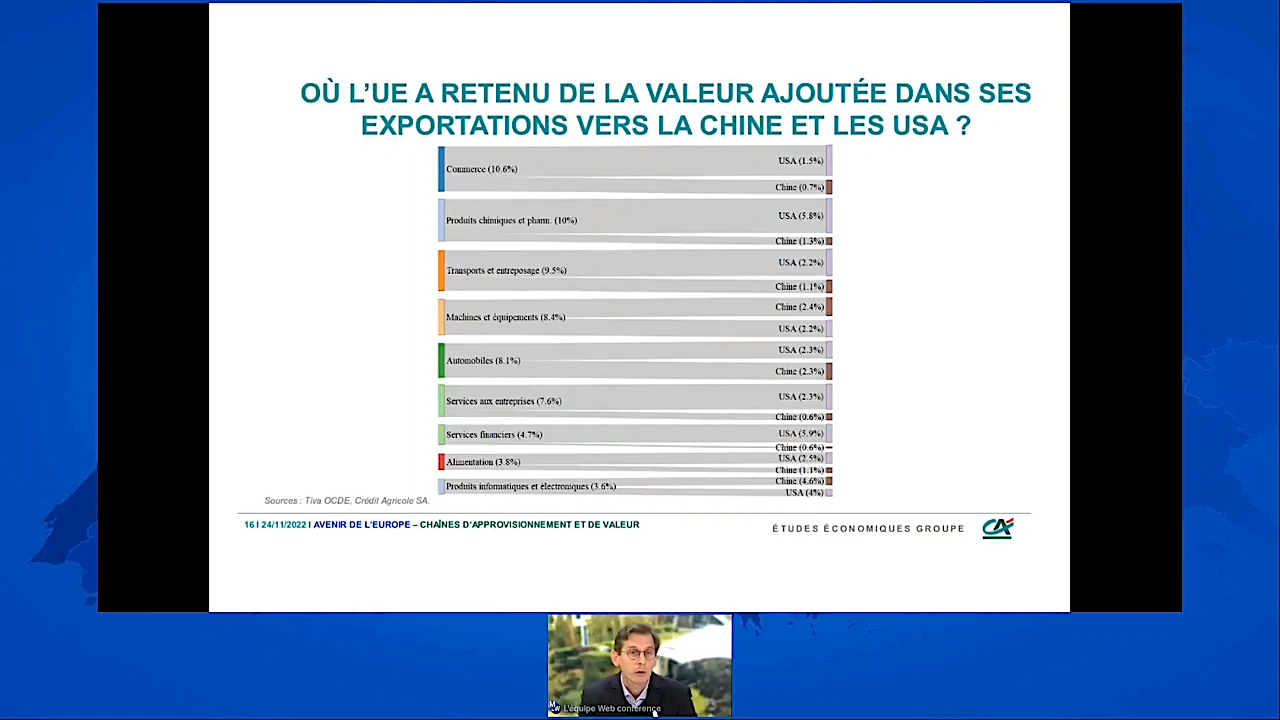 OÙ L'UE A RETENU DE LA VALEUR AJOUTÉE DANS SES
EXPORTATIONS VERS LA CHINE ET LES USA ?
Commerce (10.6%)
USA (1.5%)
Chine (0.7%)
Produits chimiques et pharm. (10%)
USA (5.8%)
Chine (1.3%)
Transports et entreposage (9.5%)
USA (2.2%)
Chine (1.1%)
Machines et équipements (8.4%)
Chine (2.4%)
USA (2.2%)
Automobiles (8.1%)
USA (2.3%)
Chine (2.3%)
Services aux entreprises (7.6%)
USA (2.3%)
Chine (0.6%)
Services financiers (4.7%)
USA (5.9%)
Chine (0.6%)
Alimentation (3.8%)
USA (2.5%)
Chine (1.1%)
Produits informatiques et électroniques (3.6%)
Chine (4.6%)
USA (4%)
Sources : Tiva OCDE, Crédit Agricole SA.
16 I 24/11/2022 I AVENIR DE L'EUROPE – CHAÎNES D'APPROVISIONNEMENT ET DE VALEUR
ÉTUDES ÉCONOMIQUES GROUPE
CA
L'équipe Web conférence